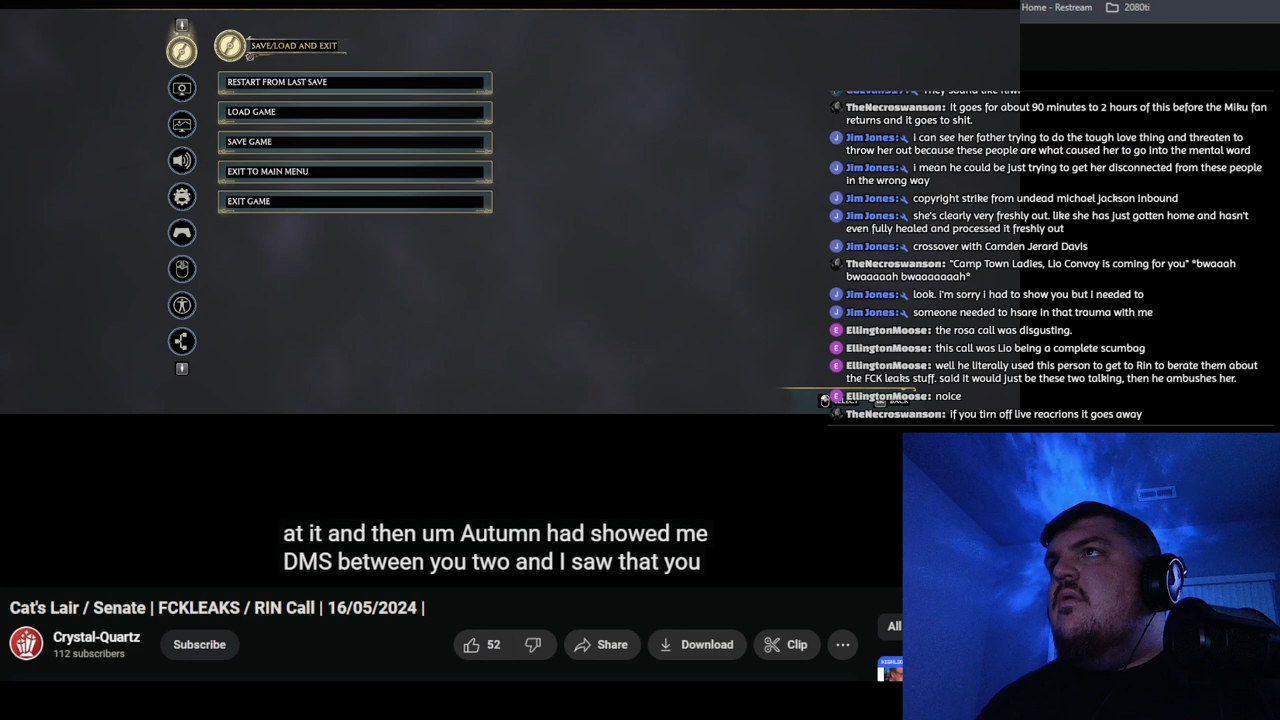 Home - Restream
2080ti
SAVE/LOAD AND EXIT
RESTART FROM LAST SAVE
LOAD GAME
SAVE GAME
EXIT TO MAIN MENU
EXIT GAME
TheNecroswanson: It goes for about 90 minutes to 2 hours of this before the Miku fan
returns and it goes to shit.
Jim Jones: i can see her father trying to do the tough love thing and threaten to
throw her out because these people are what caused her to go into the mental ward
Jim Jones: I mean he could be just trying to get her disconnected from these people
in the wrong way
Jim Jones: copyright strike from undead michael jackson inbound
Jim Jones: she's clearly very freshly out. like she has just gotten home and hasn't
even fully healed and processed it freshly out
Jim Jones: crossover with Camden Jerard Davis
TheNecroswanson: "Camp Town Ladies, Lio Convoy is coming for you" *bwaaah
bwaaaaah bwaaaaaaah*
Jim Jones: look. i'm sorry i had to show you but i needed to
Jim Jones: someone needed to hsare in that trauma with me
EllingtonMoose: the rosa call was disgusting.
EllingtonMoose: this call was Lio being a complete scumbag
EllingtonMoose: well he literally used this person to get to Rin to berate them about
the FCK leaks stuff. said it would just be these two talking, then he ambushes her.
EllingtonMoose: noice
TheNecroswanson: if you tirn off live reacrions it goes away
at it and then um Autumn had showed me
DMS between you two and I saw that you
Cat's Lair / Senate | FCKLEAKS / RIN Call | 16/05/2024 |
Crystal-Quartz
112 subscribers
Subscribe
52
Share
Download
Clip
All